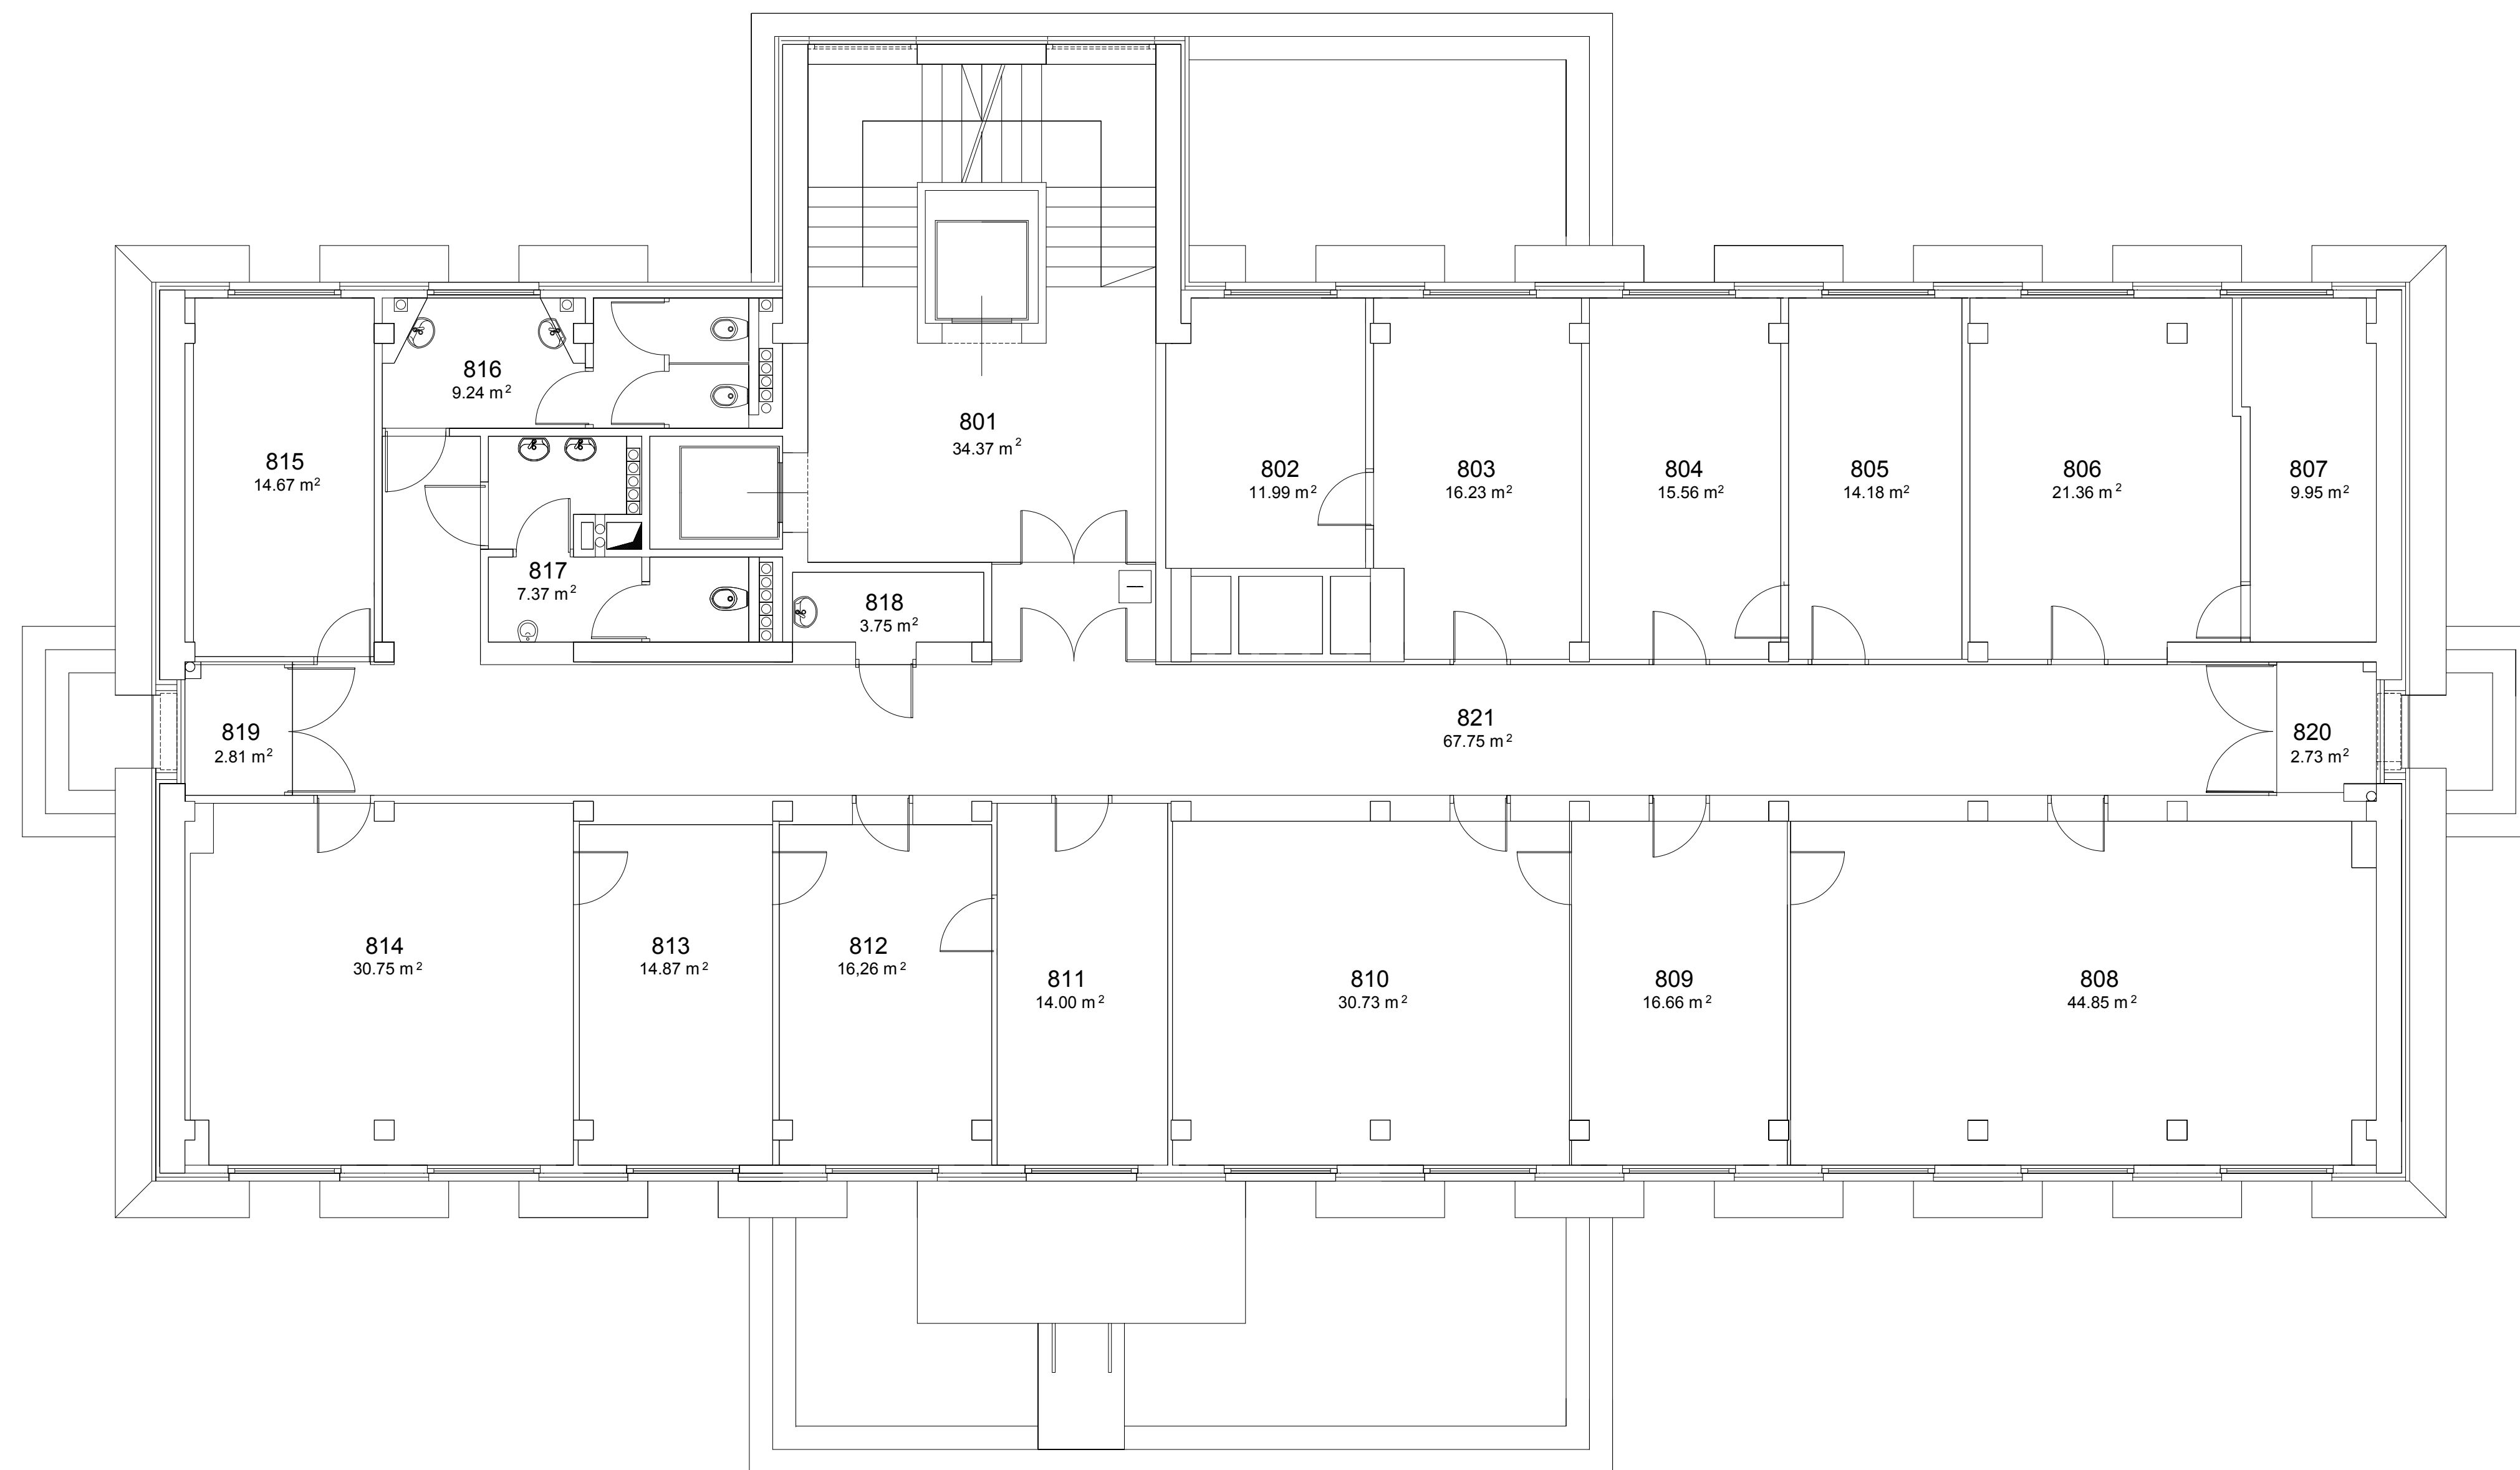 801
34.37 m²
816
9.24 m²
815
14.67 m²
802
11.99 m²
803
16.23 m²
804
15.56 m²
805
14.18 m²
806
21.36 m²
807
9.95 m²
817
7.37 m²
818
3.75 m²
819
2.81 m²
821
67.75 m²
820
2.73 m²
814
30.75 m²
813
14.87 m²
812
16,26 m²
811
14.00 m²
810
30.73 m²
809
16.66 m²
808
44.85 m²